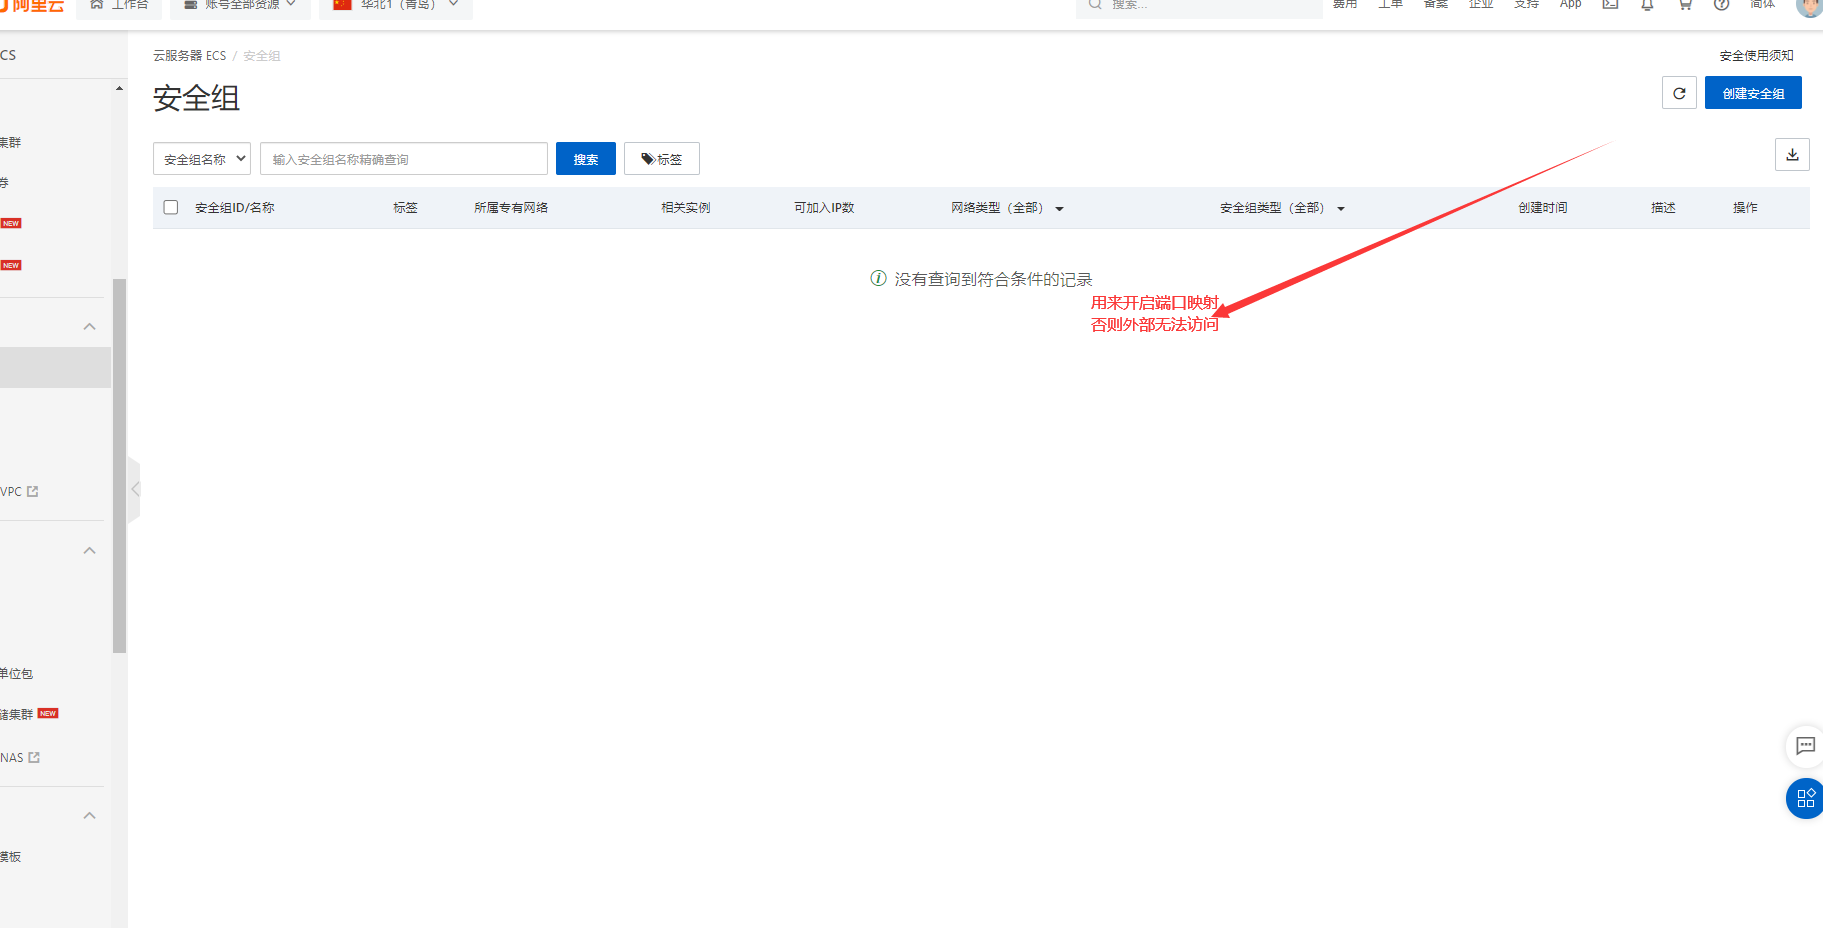 阿里云
工作台
账号全部资源
华北1（青岛）
搜索...
费用
工单
备案
企业
支持
App
简体
CS
云服务器 ECS / 安全组
安全使用须知
安全组
创建安全组
集群
券
NEW
NEW
VPC
单位包
储集群 NEW
NAS
模板
安全组名称
输入安全组名称精确查询
搜索
标签
安全组ID/名称
标签
所属专有网络
相关实例
可加入IP数
网络类型（全部）
安全组类型（全部）
创建时间
描述
操作
没有查询到符合条件的记录
用来开启端口映射
否则外部无法访问